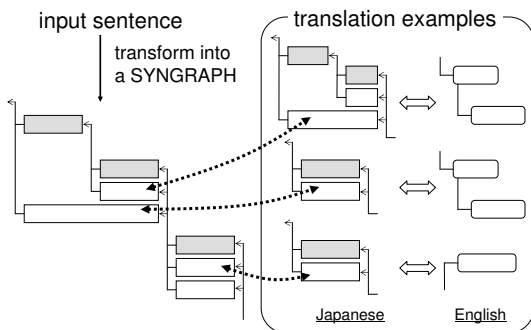 input sentence
transform into
a SYNGRAPH
translation examples
Japanese
English